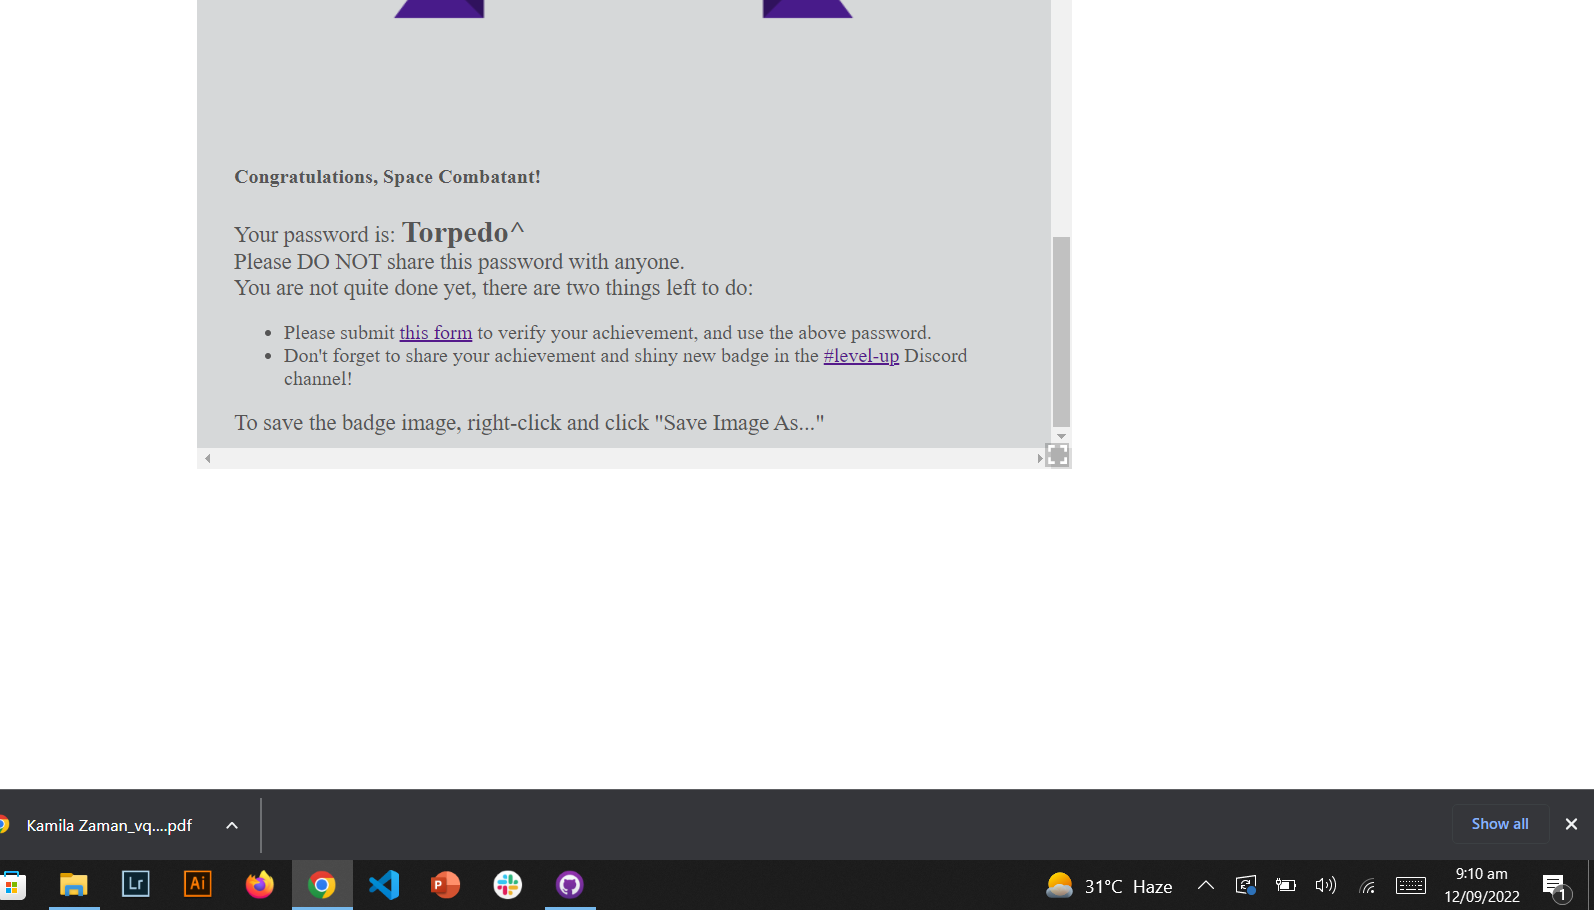 Congratulations, Space Combatant!
Your password is: Torpedo^
Please DO NOT share this password with anyone.
You are not quite done yet, there are two things left to do:
Please submit this form to verify your achievement, and use the above password.
Don't forget to share your achievement and shiny new badge in the #level-up Discord
channel!
To save the badge image, right-click and click "Save Image As..."
Kamila Zaman_vq....pdf
Show all
Lr
Ai
P
31°C Haze
9:10 am
12/09/2022
1